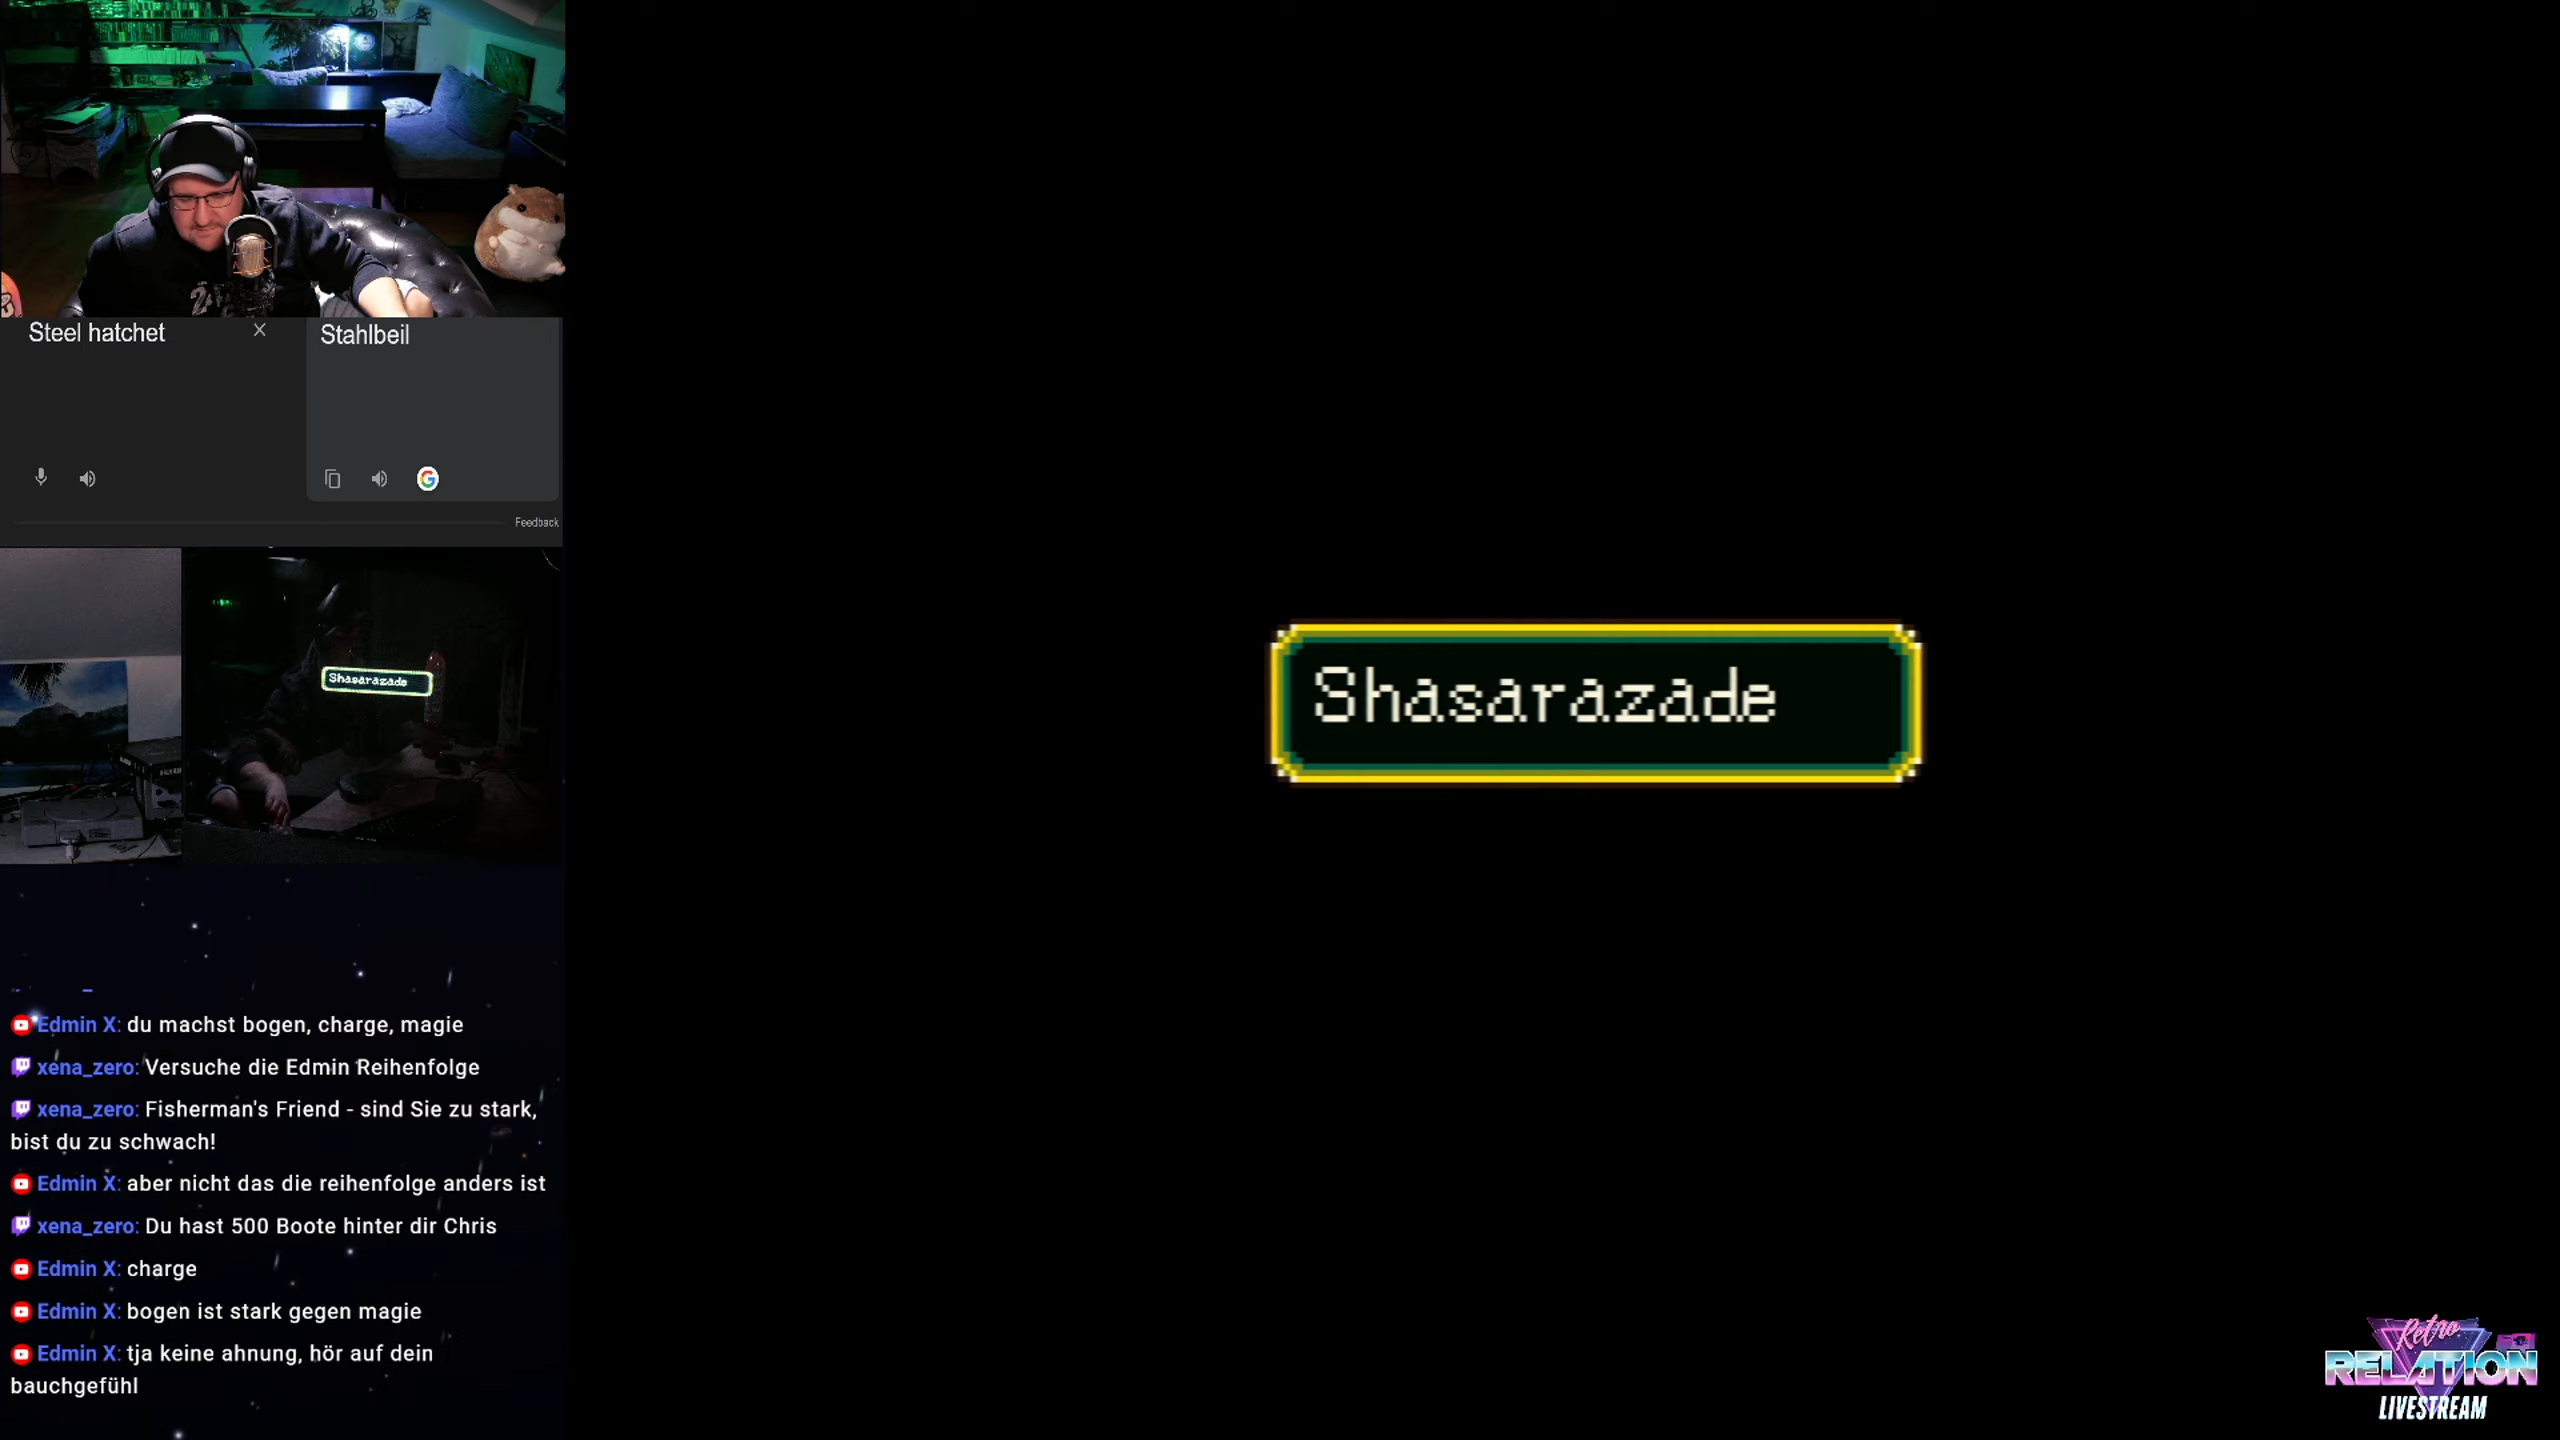 Steel hatchet
Stahlbeil
Feedback
Shasarazade
Shasarazade
Edmin X: du machst bogen, charge, magie
xena_zero: Versuche die Edmin Reihenfolge
xena_zero: Fisherman's Friend - sind Sie zu stark,
bist du zu schwach!
Edmin X: aber nicht das die reihenfolge anders ist
xena_zero: Du hast 500 Boote hinter dir Chris
Edmin X: charge
Edmin X: bogen ist stark gegen magie
Edmin X: tja keine ahnung, hör auf dein
bauchgefühl
Retro
RELATION
LIVESTREAM